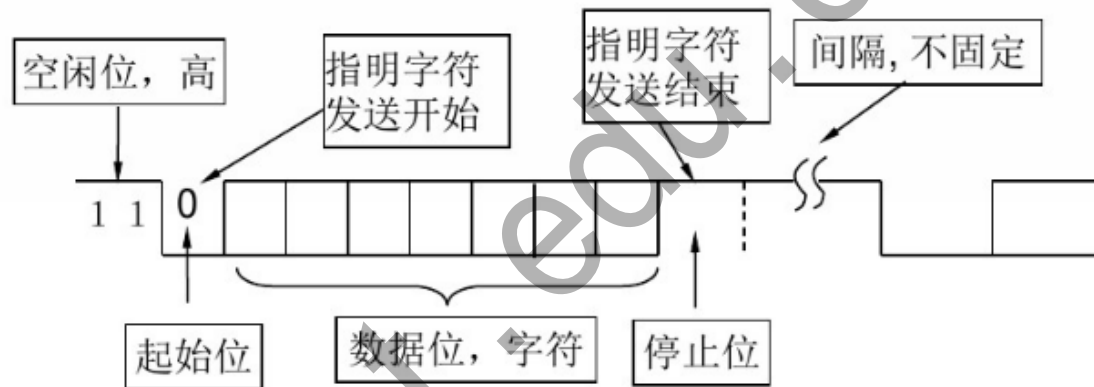 空闲位，高
指明字符
发送开始
指明字符
发送结束
间隔,不固定
1 1 0
起始位
数据位，字符
停止位
.edu.